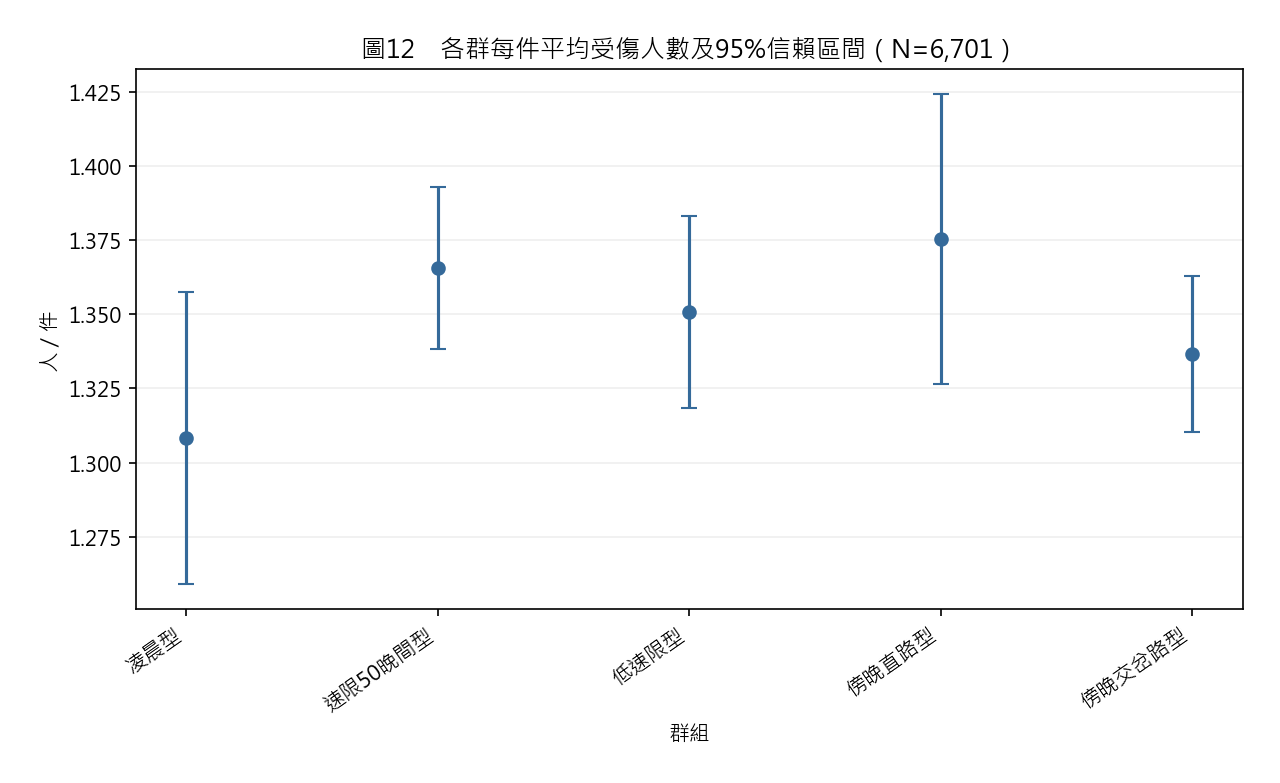 圖12　各群每件平均受傷人數及95%信賴區間（N=6,701）
人 / 件
1.425
1.400
1.375
1.350
1.325
1.300
1.275
凌晨型
速限50晚間型
低速限型
傍晚直路型
傍晚交岔路型
群組